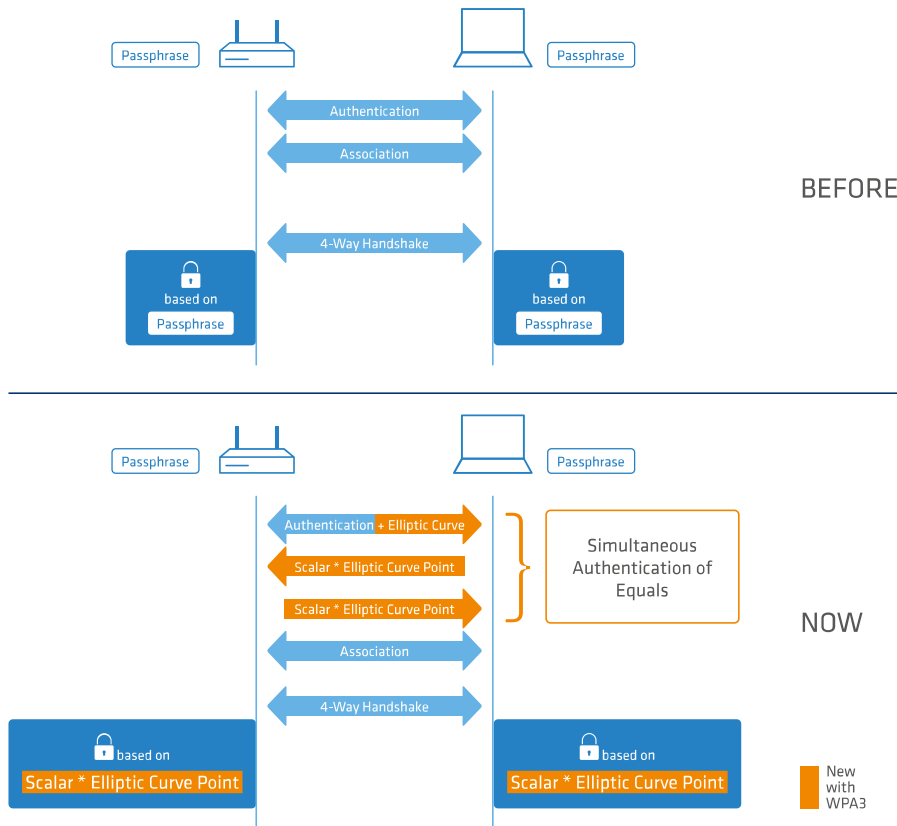 Passphrase
Passphrase
Authentication
Association
BEFORE
4-Way Handshake
based on
Passphrase
based on
Passphrase
Passphrase
Passphrase
Authentication + Elliptic Curve
Scalar * Elliptic Curve Point
Scalar * Elliptic Curve Point
Simultaneous
Authentication of
Equals
NOW
Association
4-Way Handshake
based on
Scalar * Elliptic Curve Point
based on
Scalar * Elliptic Curve Point
New
with
WPA3